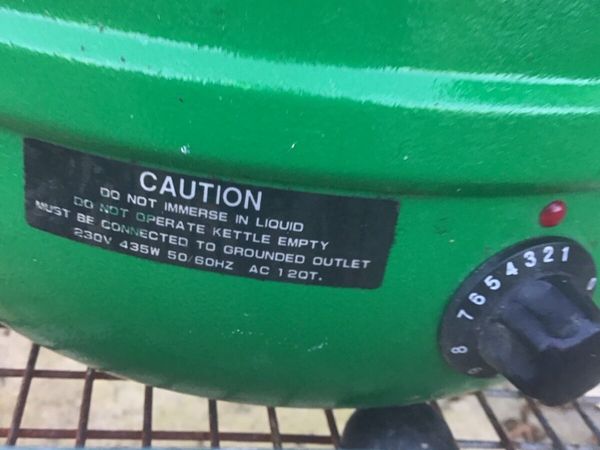 CAUTION
DO NOT IMMERSE IN LIQUID
DO NOT OPERATE KETTLE EMPTY
MUST BE CONNECTED TO GROUNDED OUTLET
230V 435W 50/60HZ AC 12QT.
8 7 6 5 4 3 2 1